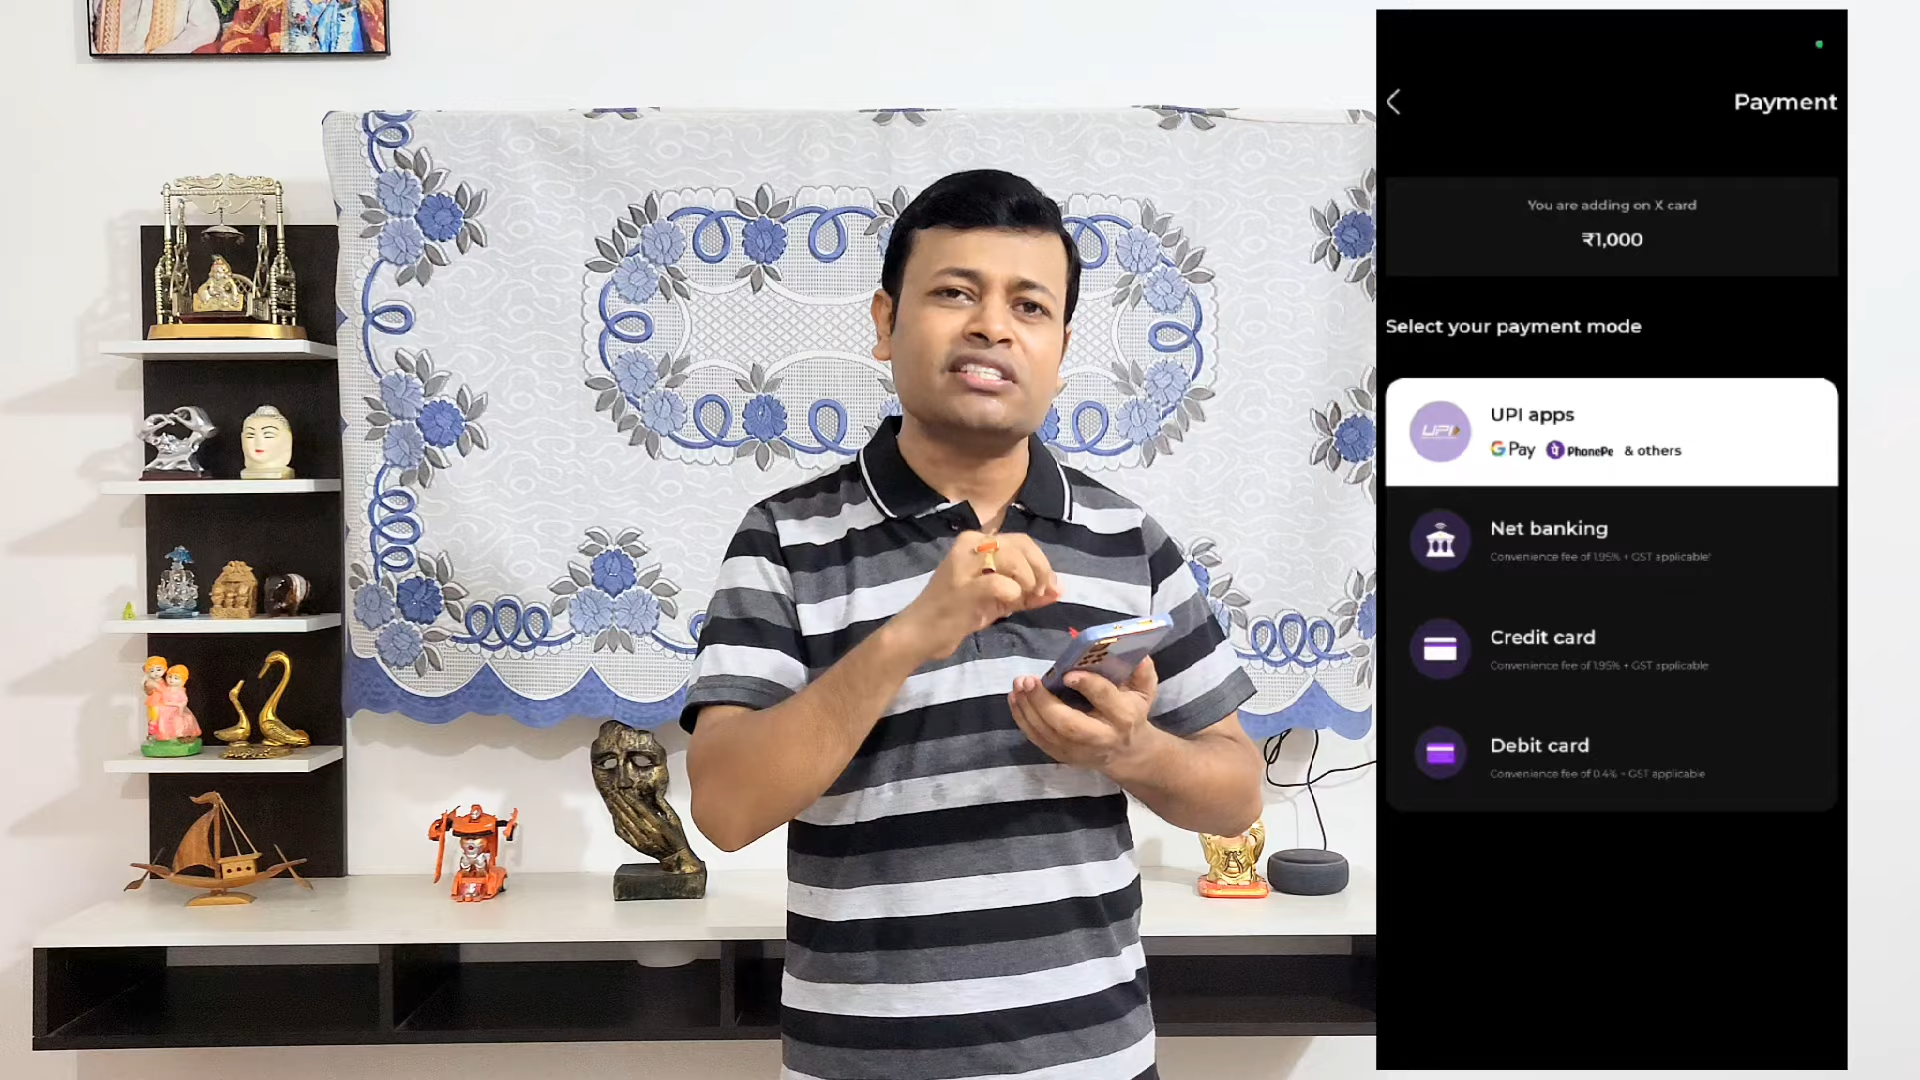 Payment
You are adding on X card
₹1,000
Select your payment mode
UPI apps
UPI
G Pay PhonePe & others
Net banking
Convenience fee of 1.95% + GST applicable*
Credit card
Convenience fee of 1.95% + GST applicable
Debit card
Convenience fee of 0.4% + GST applicable